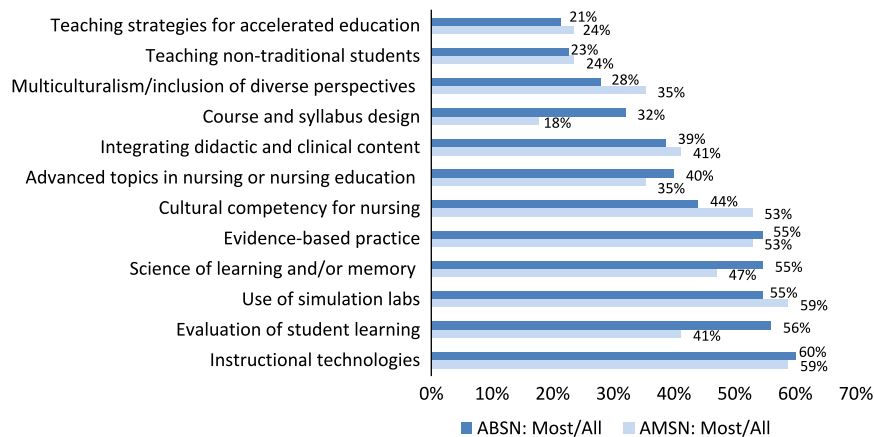 Teaching strategies for accelerated education
21%
24%
Teaching non-traditional students
23%
24%
Multiculturalism/inclusion of diverse perspectives
28%
35%
Course and syllabus design
32%
18%
Integrating didactic and clinical content
39%
41%
Advanced topics in nursing or nursing education
40%
35%
Cultural competency for nursing
44%
53%
Evidence-based practice
55%
53%
Science of learning and/or memory
55%
47%
Use of simulation labs
55%
59%
Evaluation of student learning
56%
41%
Instructional technologies
60%
59%
0% 10% 20% 30% 40% 50% 60% 70%
ABSN: Most/All AMSN: Most/All